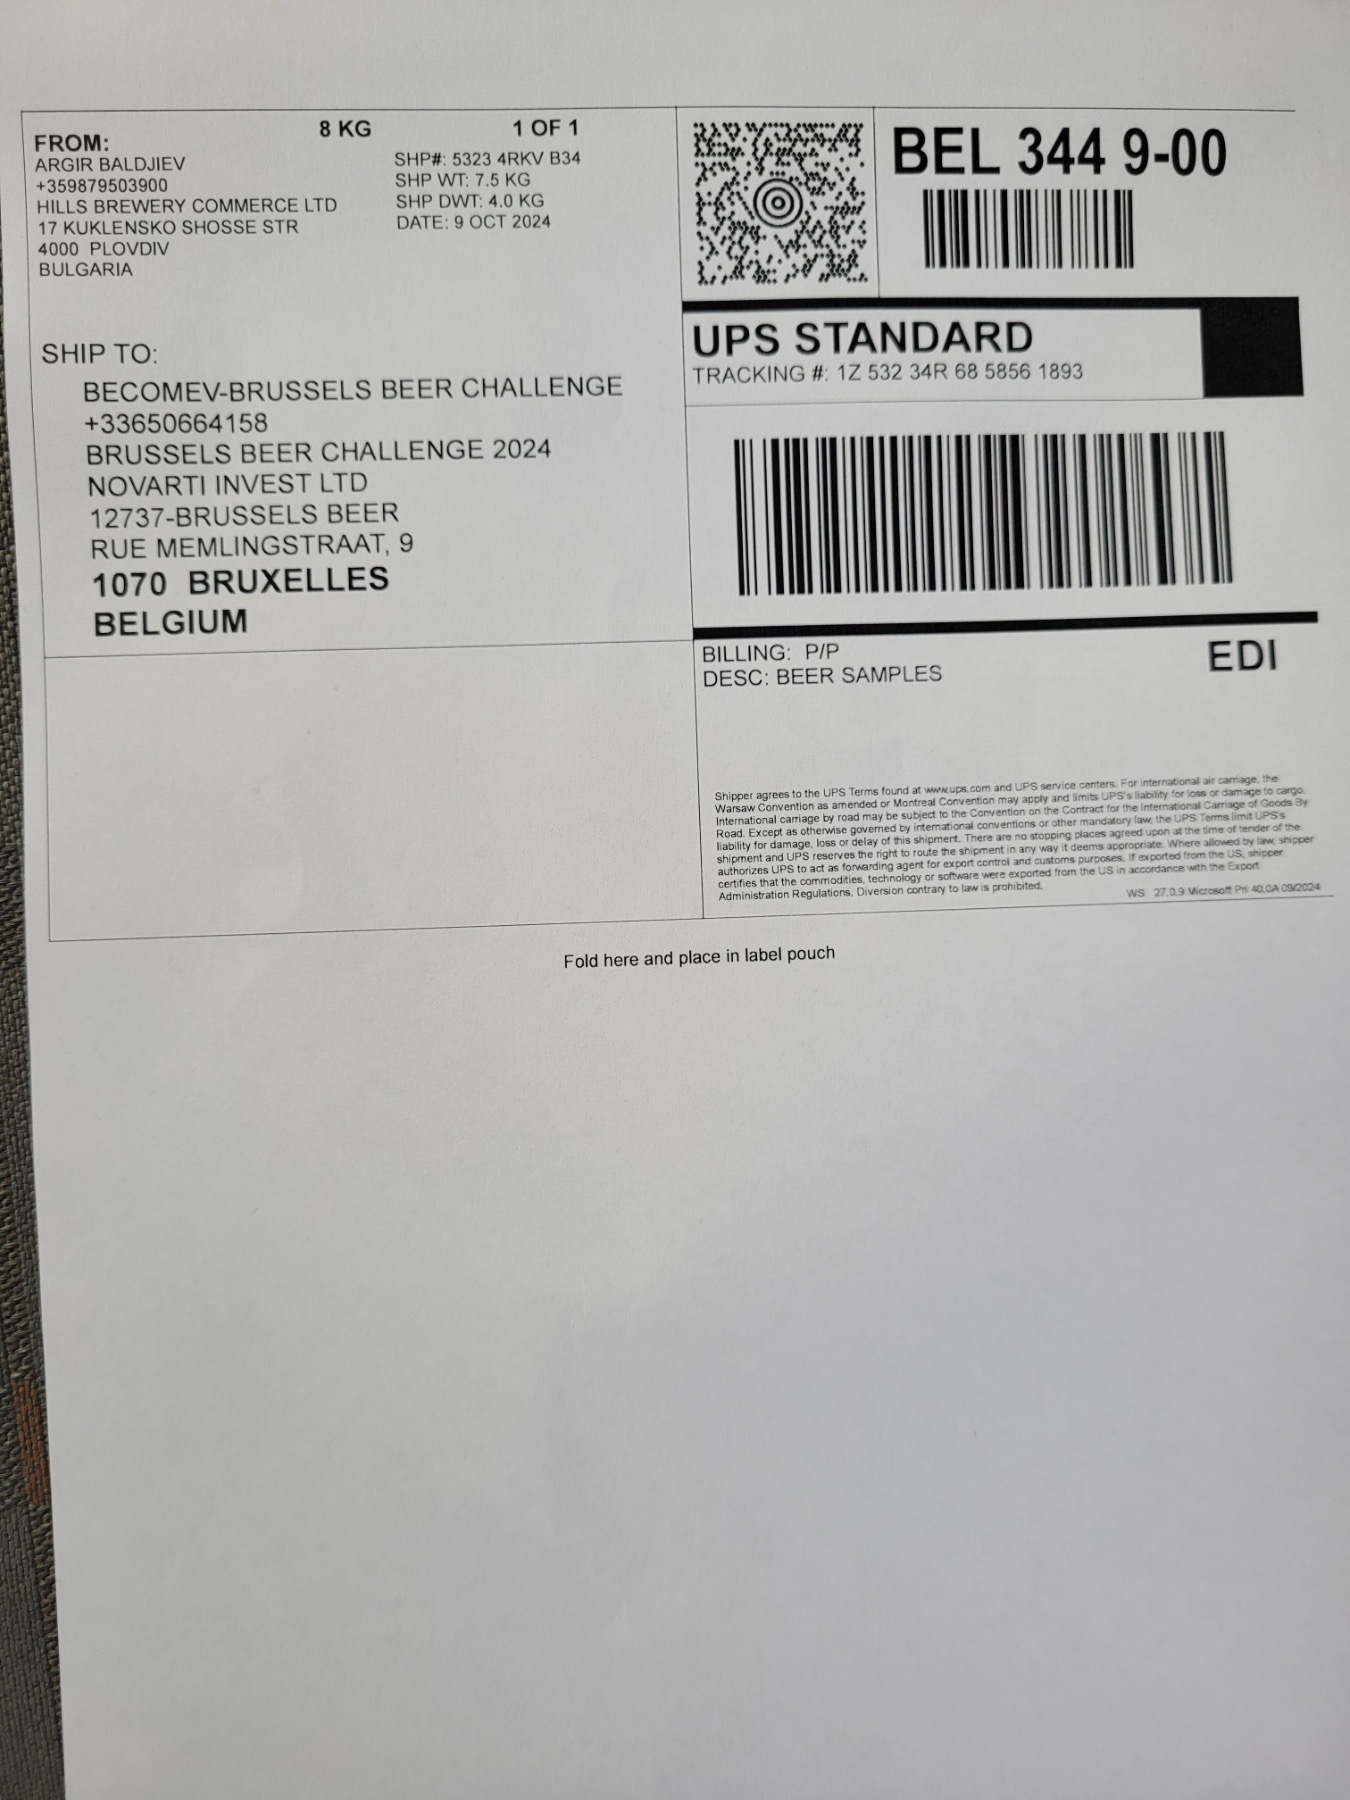 FROM:
ARGIR BALDJIEV
+359879503900
HILLS BREWERY COMMERCE LTD
17 KUKLENSKO SHOSSE STR
4000 PLOVDIV
BULGARIA
8 KG
1 OF 1
SHP#: 5323 4RKV B34
SHP WT: 7.5 KG
SHP DWT: 4.0 KG
DATE: 9 OCT 2024
SHIP TO:
BECOMEV-BRUSSELS BEER CHALLENGE
+33650664158
BRUSSELS BEER CHALLENGE 2024
NOVARTI INVEST LTD
12737-BRUSSELS BEER
RUE MEMLINGSTRAAT, 9
1070 BRUXELLES
BELGIUM
BEL 344 9-00
UPS STANDARD
TRACKING #: 1Z 532 34R 68 5856 1893
BILLING: P/P
DESC: BEER SAMPLES
EDI
Shipper agrees to the UPS Terms found at www.ups.com and UPS service centers. For international air carriage, the
Warsaw Convention as amended or Montreal Convention may apply and limits UPS's liability for loss or damage to cargo.
International carriage by road may be subject to the Convention on the Contract for the International Carriage of Goods By
Road. Except as otherwise governed by international conventions or other mandatory law, the UPS Terms limit UPS's
liability for damage, loss or delay of this shipment. There are no stopping places agreed upon at the time of tender of the
shipment and UPS reserves the right to route the shipment in any way it deems appropriate. Where allowed by law, shipper
authorizes UPS to act as forwarding agent for export control and customs purposes. If exported from the US, shipper
certifies that the commodities, technology or software were exported from the US in accordance with the Export
Administration Regulations. Diversion contrary to law is prohibited.
WS 27.0.9 Microsoft Pri 40.0A 09/2024
Fold here and place in label pouch